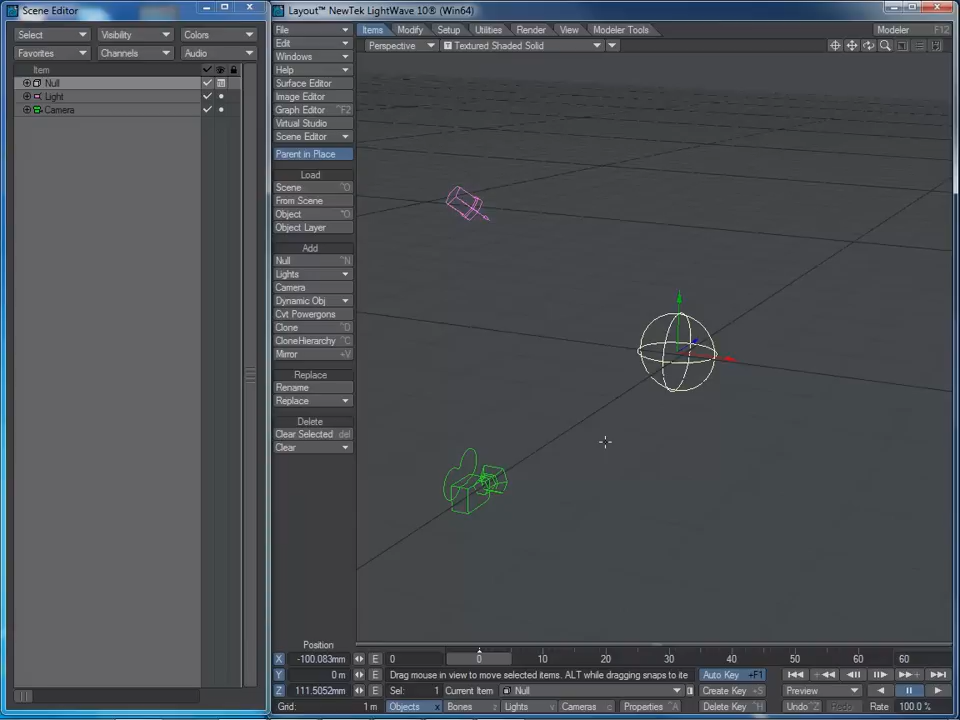 Scene Editor
Select
Visibility
Colors
Favorites
Channels
Audio
Item
Null
Light
Camera
Layout™ NewTek LightWave 10® (Win64)
File
Items
Modify
Setup
Utilities
Render
View
Modeler Tools
Modeler
F12
Edit
Perspective
Textured Shaded Solid
Windows
Help
Surface Editor
Image Editor
Graph Editor ^F2
Virtual Studio
Scene Editor
Parent in Place
Load
Scene ^O
From Scene
Object
Object Layer
Add
Null ^N
Lights
Camera
Dynamic Obj
Cvt Powergons
Clone
CloneHierarchy ^C
Mirror +V
Replace
Rename
Replace
Delete
Clear Selected del
Clear
Position
X -100.083mm E 0
0 10 20 30 40 50 60 60
Y 0 m E Drag mouse in view to move selected items. ALT while dragging snaps to ite
Auto Key +F1
Z 111.5052mm E Sel: 1 Current Item Null
Create Key +S
Preview
Grid: 1 m
Objects x
Bones z
Lights s
Cameras
Properties ^A
Delete Key ^H
Undo ^Z
Redo
Rate 100.0 %